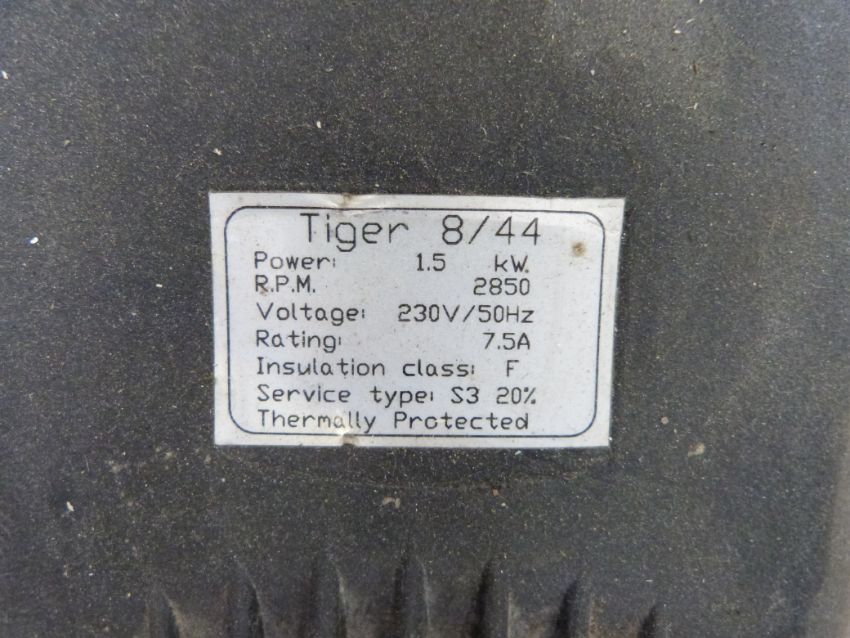 Tiger 8/44
Power: 1.5 kW.
R.P.M. 2850
Voltage: 230V/50Hz
Rating: 7.5A
Insulation class: F
Service type: S3 20%
Thermally Protected